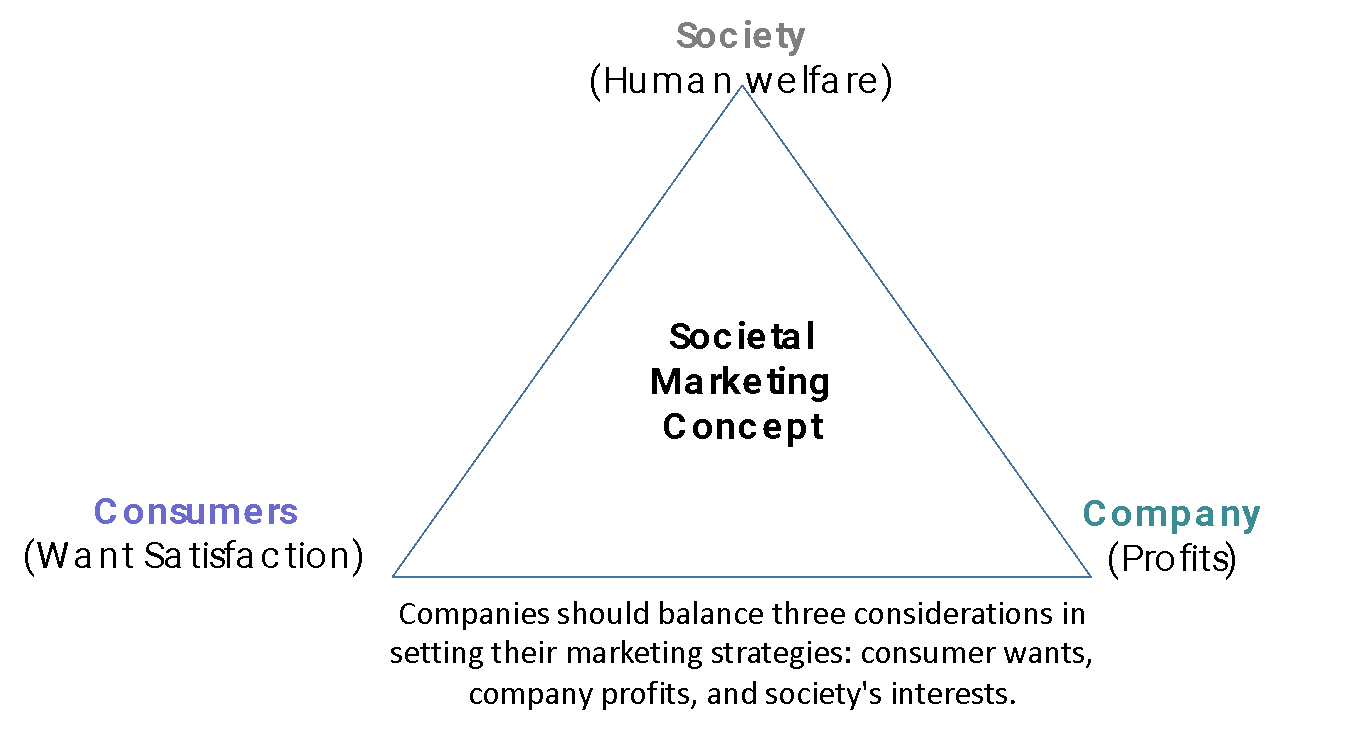 Society
(Human welfare)
Societal
Marketing
Concept
Consumers
(Want Satisfaction)
Company
(Profits)
Companies should balance three considerations in
setting their marketing strategies: consumer wants,
company profits, and society's interests.